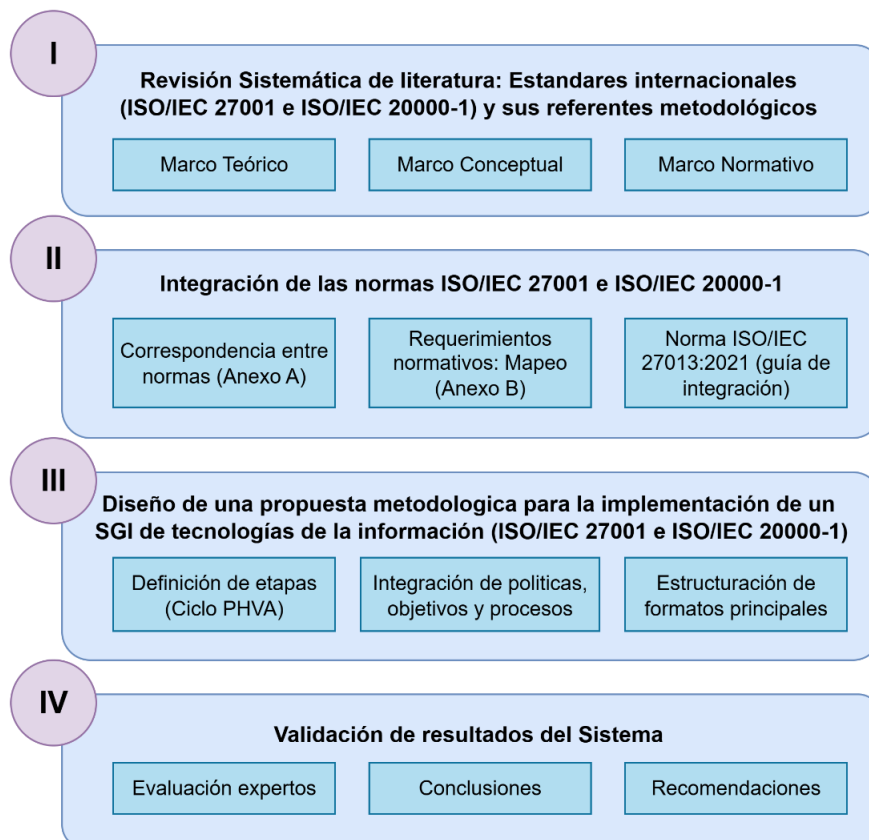 I
Revisión Sistemática de literatura: Estandares internacionales
(ISO/IEC 27001 e ISO/IEC 20000-1) y sus referentes metodológicos
Marco Teórico
Marco Conceptual
Marco Normativo
II
Integración de las normas ISO/IEC 27001 e ISO/IEC 20000-1
Correspondencia entre
normas (Anexo A)
Requerimientos
normativos: Mapeo
(Anexo B)
Norma ISO/IEC
27013:2021 (guía de
integración)
III
Diseño de una propuesta metodologica para la implementación de un
SGI de tecnologías de la información (ISO/IEC 27001 e ISO/IEC 20000-1)
Definición de etapas
(Ciclo PHVA)
Integración de politicas,
objetivos y procesos
Estructuración de
formatos principales
IV
Validación de resultados del Sistema
Evaluación expertos
Conclusiones
Recomendaciones